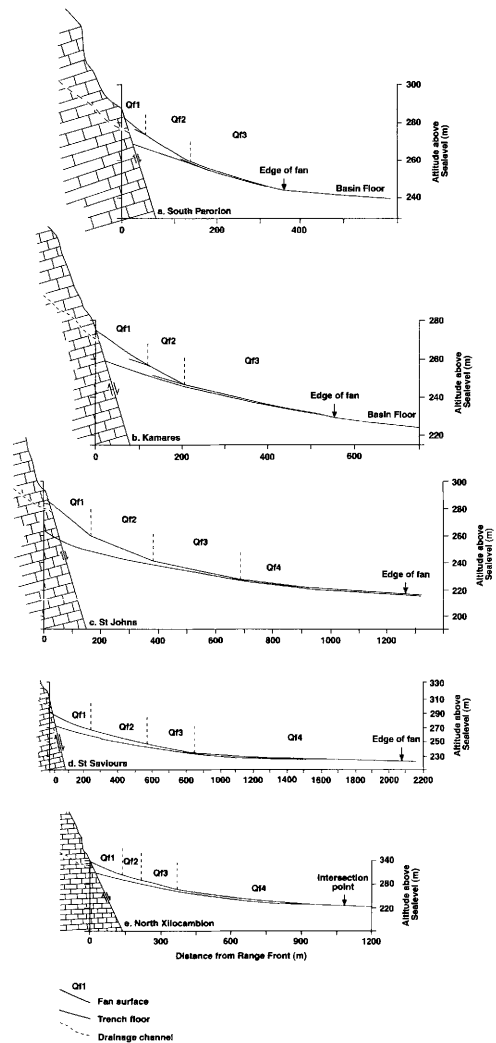 Qf1
Qf2
Qf3
Edge of fan
Basin Floor
a. South Parorion
0 200 400
300
280
260
240
Altitude above
Sealevel (m)
Qf1
Qf2
Qf3
Edge of fan
Basin Floor
b. Kamares
0 200 400 600
280
260
240
220
Altitude above
Sealevel (m)
Qf1
Qf2
Qf3
Qf4
Edge of fan
c. St Johns
0 200 400 600 800 1000 1200
300
280
260
240
220
200
Altitude above
Sealevel (m)
Qf1
Qf2
Qf3
Qf4
Edge of fan
d. St Saviours
0 200 400 600 800 1000 1200 1400 1600 1800 2000 2200
330
310
290
270
250
230
Altitude above
Sealevel (m)
Qf1
Qf2
Qf3
Qf4
Intersection
point
e. North Xilocambion
0 300 600 900 1200
340
280
220
Altitude above
Sealevel (m)
Distance from Range Front (m)
Qf1
Fan surface
Trench floor
Drainage channel